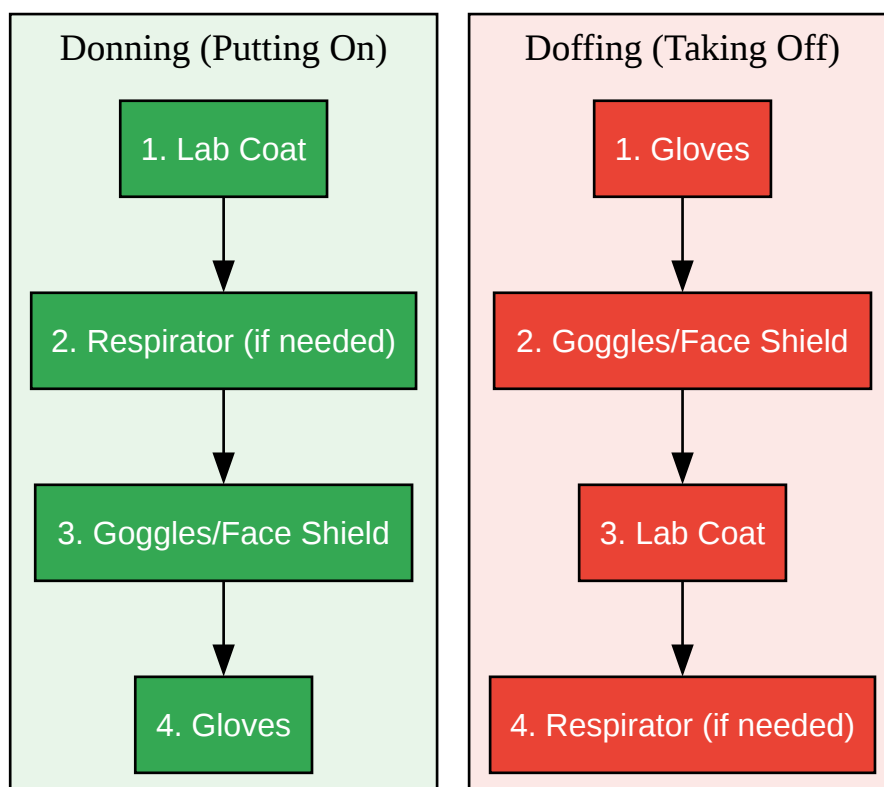 Donning (Putting On)
1. Lab Coat
2. Respirator (if needed)
3. Goggles/Face Shield
4. Gloves
Doffing (Taking Off)
1. Gloves
2. Goggles/Face Shield
3. Lab Coat
4. Respirator (if needed)